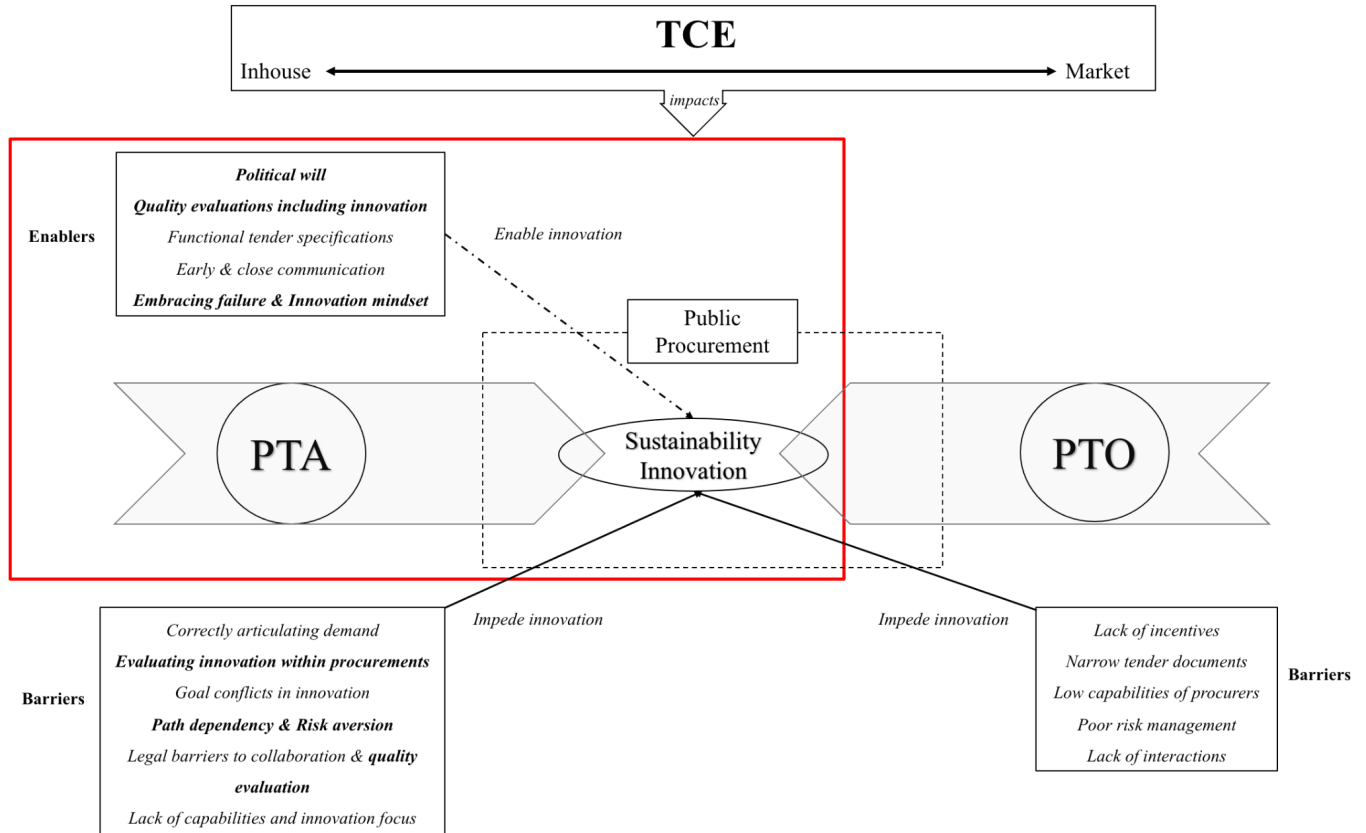 TCE
Inhouse
Market
impacts
Political will
Quality evaluations including innovation
Functional tender specifications
Early & close communication
Embracing failure & Innovation mindset
Enablers
Enable innovation
Public
Procurement
PTA
Sustainability
Innovation
PTO
Impede innovation
Impede innovation
Barriers
Correctly articulating demand
Evaluating innovation within procurements
Goal conflicts in innovation
Path dependency & Risk aversion
Legal barriers to collaboration & quality
evaluation
Lack of capabilities and innovation focus
Lack of incentives
Narrow tender documents
Low capabilities of procurers
Poor risk management
Lack of interactions
Barriers